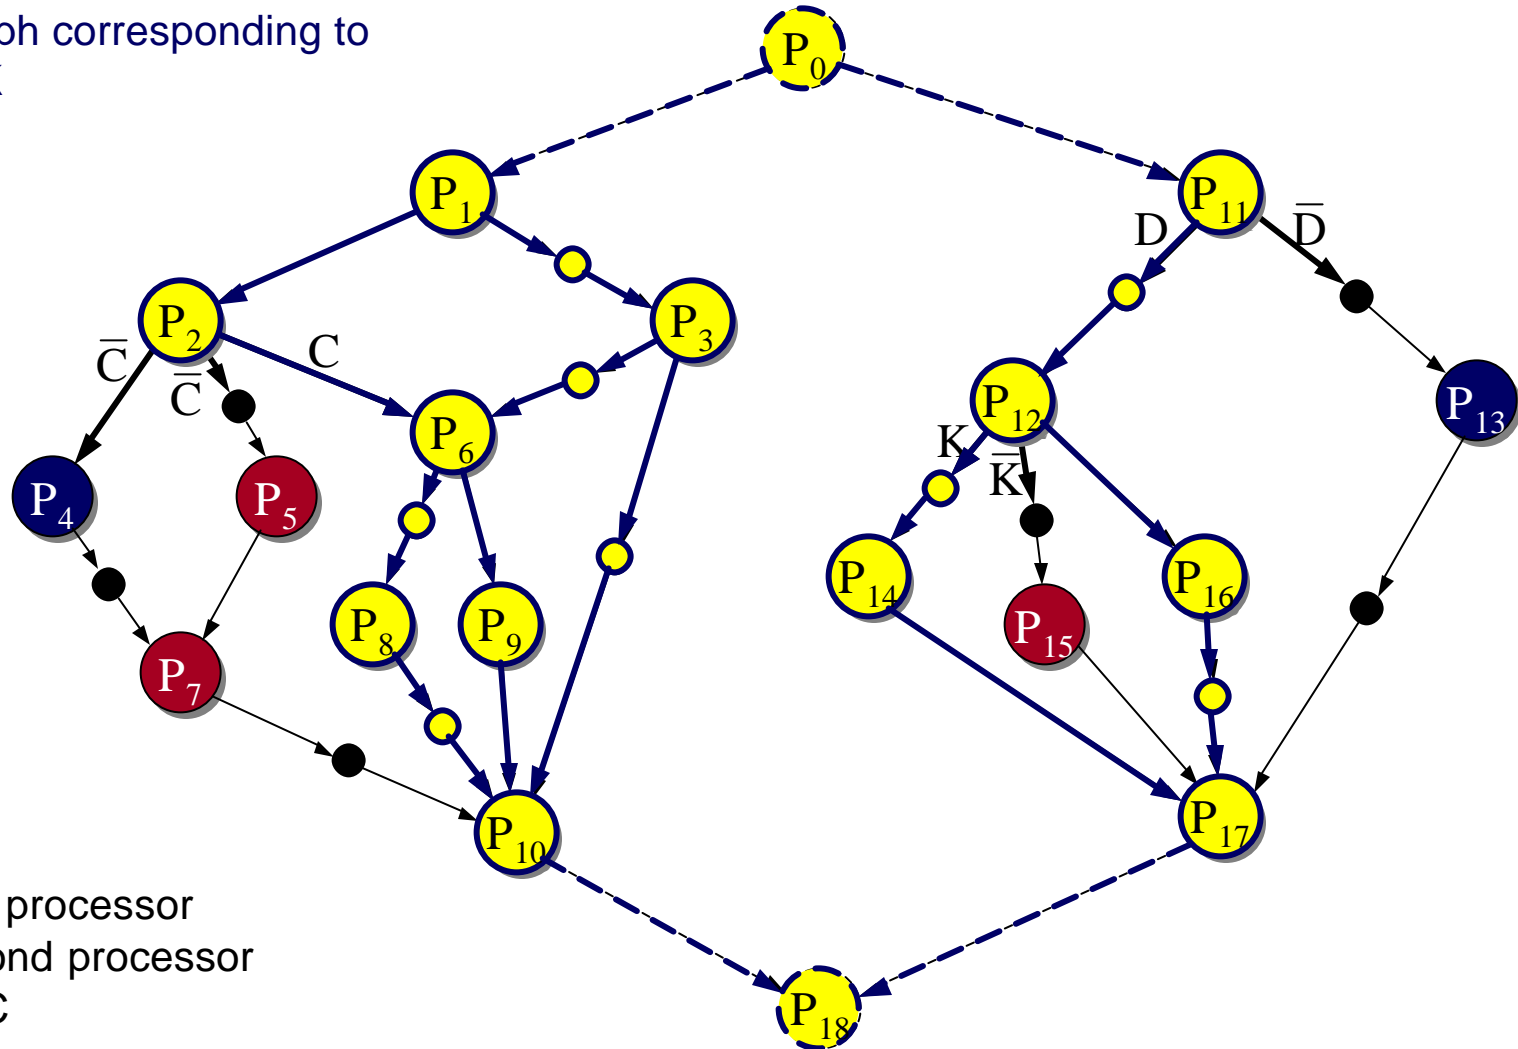 ph corresponding to
P0
P1
P11
D
D̅
P2
P3
C
C̅
C̅
P12
P13
P6
K
K̅
P4
P5
P14
P16
P8
P9
P15
P7
P10
P17
processor
ond processor
C
P18